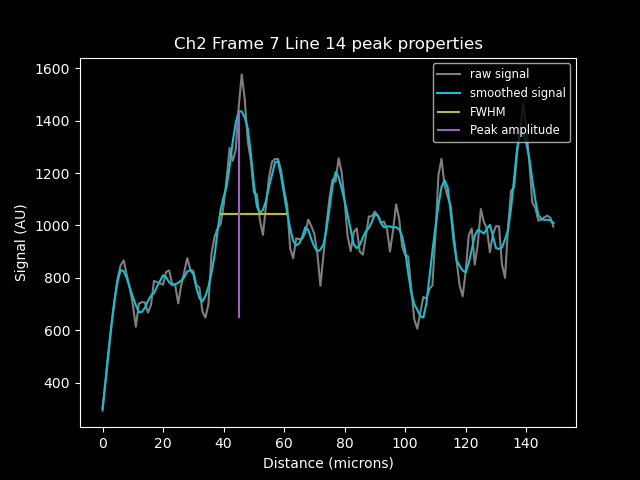 Ch2 Frame 7 Line 14 peak properties
raw signal
smoothed signal
FWHM
Peak amplitude
1600
1400
1200
1000
800
600
400
Signal (AU)
0 20 40 60 80 100 120 140
Distance (microns)